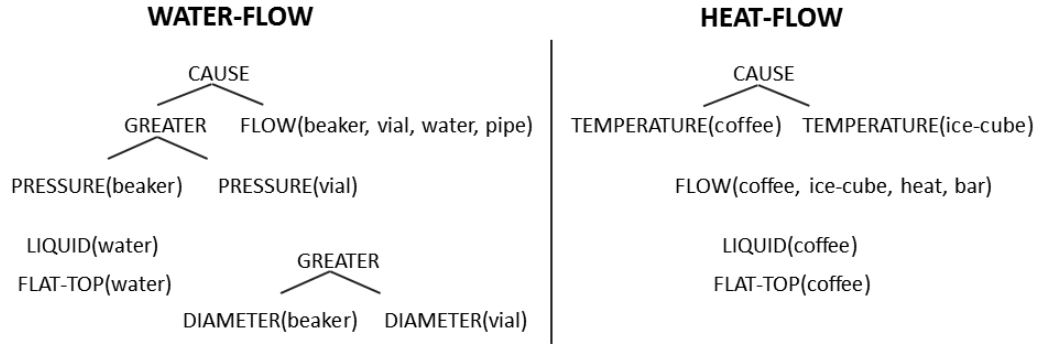 WATER-FLOW
CAUSE
GREATER FLOW(beaker, vial, water, pipe)
PRESSURE(beaker) PRESSURE(vial)
LIQUID(water)
FLAT-TOP(water)
GREATER
DIAMETER(beaker) DIAMETER(vial)
HEAT-FLOW
CAUSE
TEMPERATURE(coffee) TEMPERATURE(ice-cube)
FLOW(coffee, ice-cube, heat, bar)
LIQUID(coffee)
FLAT-TOP(coffee)